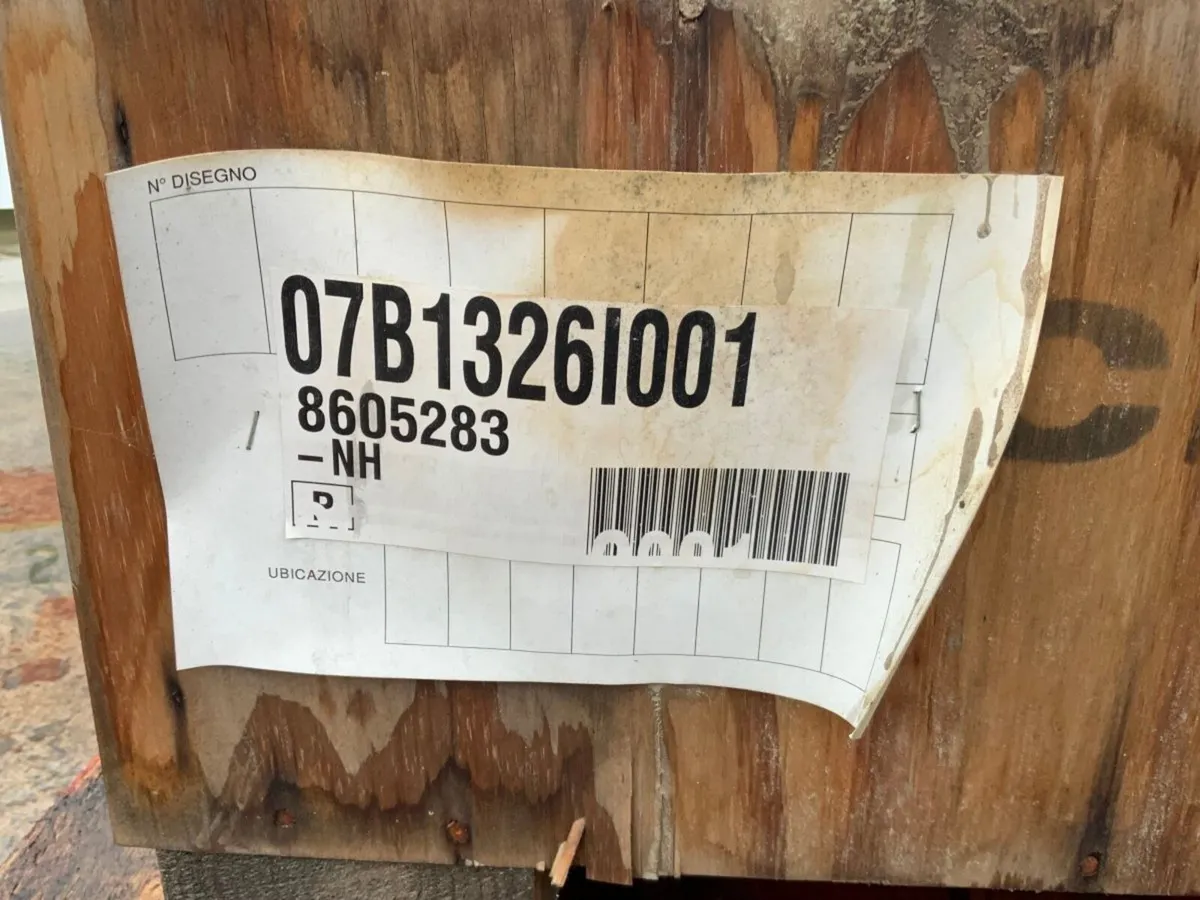 N° DISEGNO
07B1326I001
8605283
–NH
P
UBICAZIONE
C